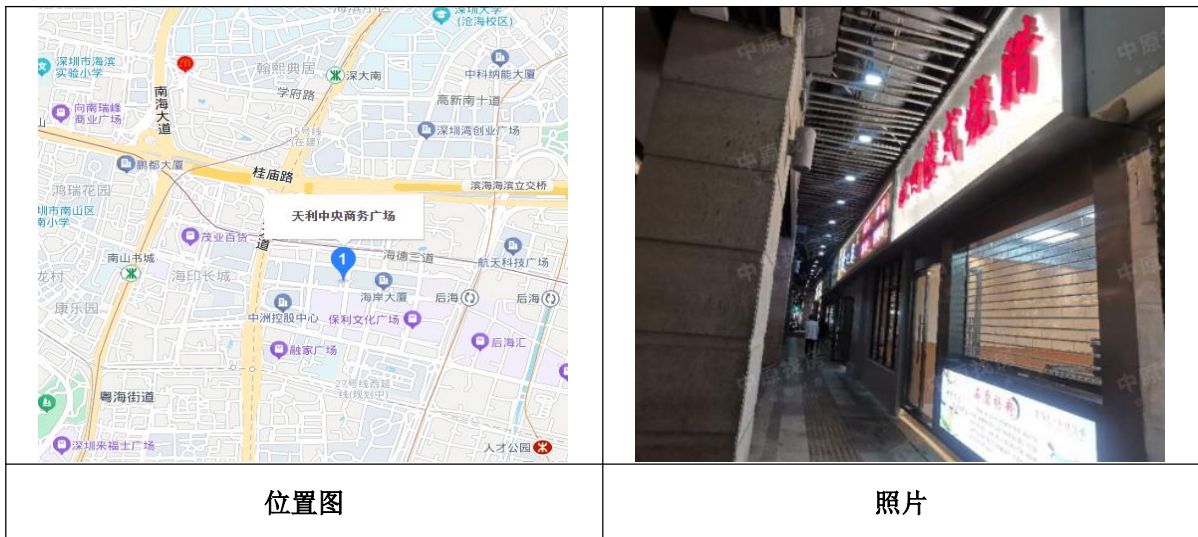 深圳大学
(沧海校区)
深圳市海滨
实验小学
翰熙典居
深大南
中科纳能大厦
学府路
高新南十道
向南瑞峰
商业广场
南海大道
15号线
(在建)
深圳湾创业广场
鹏都大厦
桂庙路
滨海海滨立交桥
鸿瑞花园
圳市南山区
南小学
天利中央商务广场
茂业百货
道
海德三道
航天科技广场
南山书城
龙村
海印长城
1
海岸大厦
后海
后海
康乐园
中洲控股中心
保利文化广场
融家广场
后海汇
27号线西延
线(规划中)
粤海街道
深圳来福士广场
人才公园
中原找房
位置图
照片